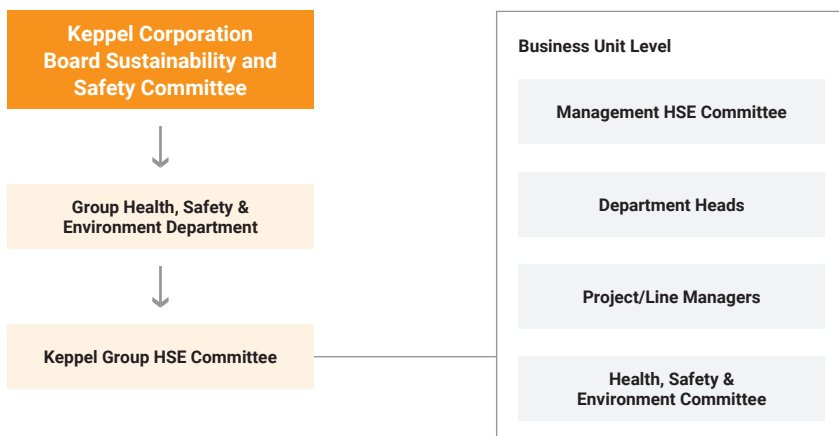 Keppel Corporation
Board Sustainability and
Safety Committee
Group Health, Safety &
Environment Department
Keppel Group HSE Committee
Business Unit Level
Management HSE Committee
Department Heads
Project/Line Managers
Health, Safety &
Environment Committee